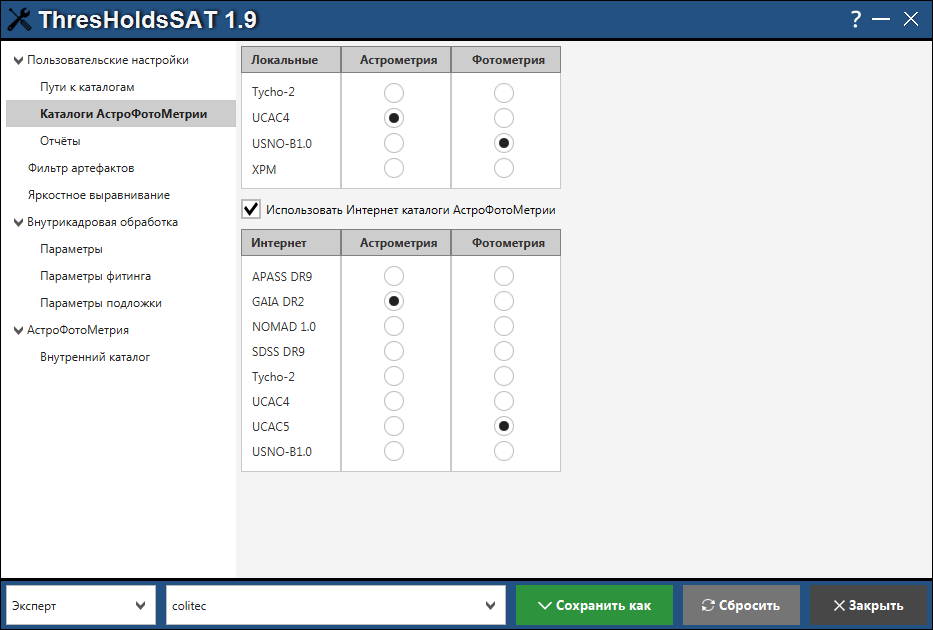 ThresHoldsSAT 1.9
?
Пользовательские настройки
Пути к каталогам
Каталоги АстроФотоМетрии
Отчёты
Фильтр артефактов
Яркостное выравнивание
Внутрикадровая обработка
Параметры
Параметры фитинга
Параметры подложки
АстроФотоМетрия
Внутренний каталог
Локальные Астрометрия Фотометрия
Tycho-2
UCAC4
USNO-B1.0
XPM
Использовать Интернет каталоги АстроФотоМетрии
Интернет Астрометрия Фотометрия
APASS DR9
GAIA DR2
NOMAD 1.0
SDSS DR9
Tycho-2
UCAC4
UCAC5
USNO-B1.0
Эксперт
colitec
Сохранить как
Сбросить
Закрыть